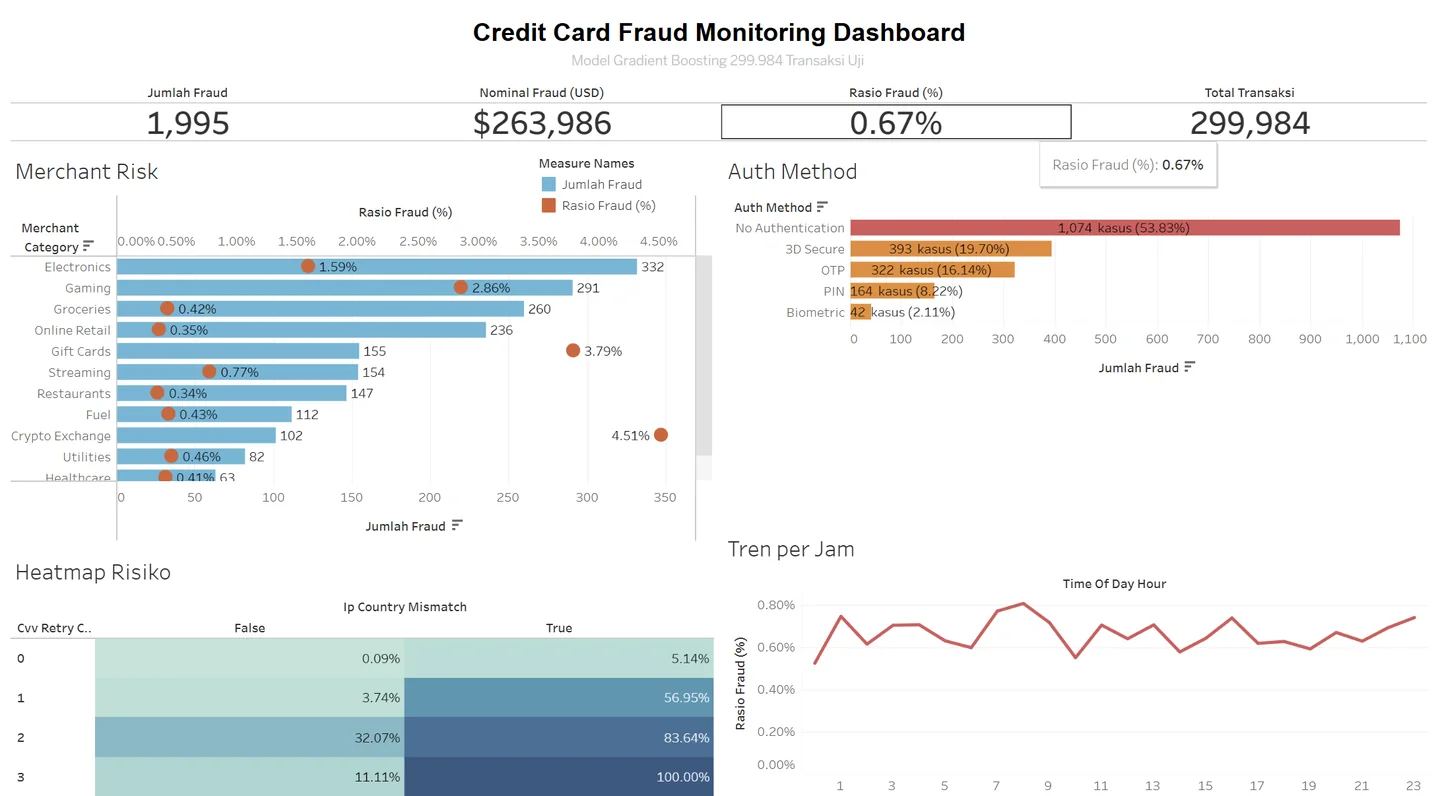 Credit Card Fraud Monitoring Dashboard
Model Gradient Boosting 299.984 Transaksi Uji
Jumlah Fraud
1,995
Nominal Fraud (USD)
$263,986
Rasio Fraud (%)
0.67%
Total Transaksi
299,984
Rasio Fraud (%): 0.67%
Merchant Risk
Measure Names
Jumlah Fraud
Rasio Fraud (%)
Rasio Fraud (%)
Merchant
Category
0.00% 0.50% 1.00% 1.50% 2.00% 2.50% 3.00% 3.50% 4.00% 4.50%
Electronics 1.59% 332
Gaming 2.86% 291
Groceries 0.42% 260
Online Retail 0.35% 236
Gift Cards 155 3.79%
Streaming 0.77% 154
Restaurants 0.34% 147
Fuel 0.43% 112
Crypto Exchange 102 4.51%
Utilities 0.46% 82
Healthcare 0.41% 63
0 50 100 150 200 250 300 350
Jumlah Fraud
Auth Method
Auth Method
No Authentication 1,074 kasus (53.83%)
3D Secure 393 kasus (19.70%)
OTP 322 kasus (16.14%)
PIN 164 kasus (8.22%)
Biometric 42 kasus (2.11%)
0 100 200 300 400 500 600 700 800 900 1,000 1,100
Jumlah Fraud
Heatmap Risiko
Ip Country Mismatch
Cvv Retry C.. False True
0 0.09% 5.14%
1 3.74% 56.95%
2 32.07% 83.64%
3 11.11% 100.00%
Tren per Jam
Time Of Day Hour
Rasio Fraud (%)
0.80%
0.60%
0.40%
0.20%
0.00%
1 3 5 7 9 11 13 15 17 19 21 23